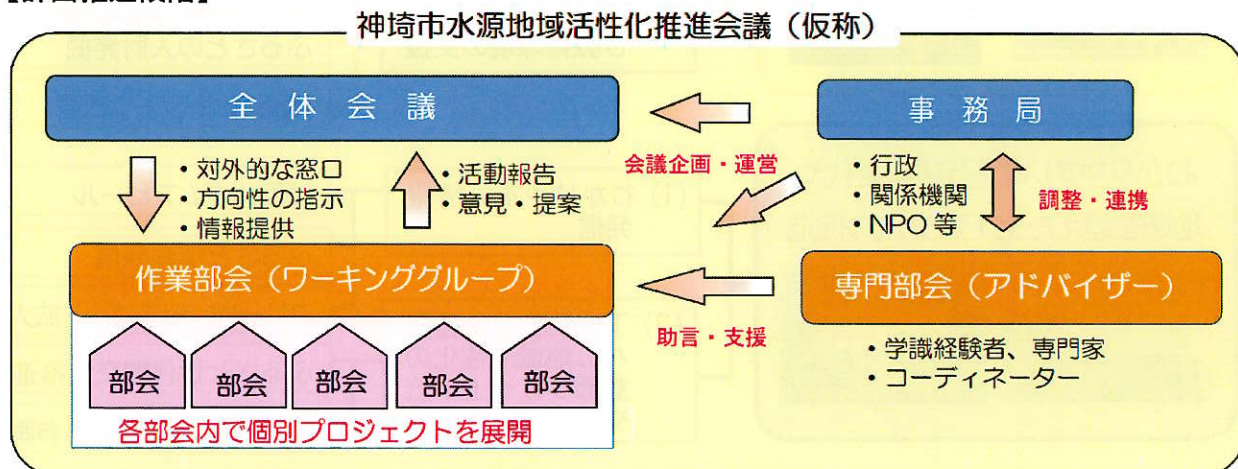 神埼市水源地域活性化推進会議（仮称）
全体会議
事務局
・対外的な窓口
・方向性の指示
・情報提供
・活動報告
・意見・提案
会議企画・運営
・行政
・関係機関
・NPO 等
調整・連携
作業部会（ワーキンググループ）
専門部会（アドバイザー）
助言・支援
部会
部会
部会
部会
部会
・学識経験者、専門家
・コーディネーター
各部会内で個別プロジェクトを展開